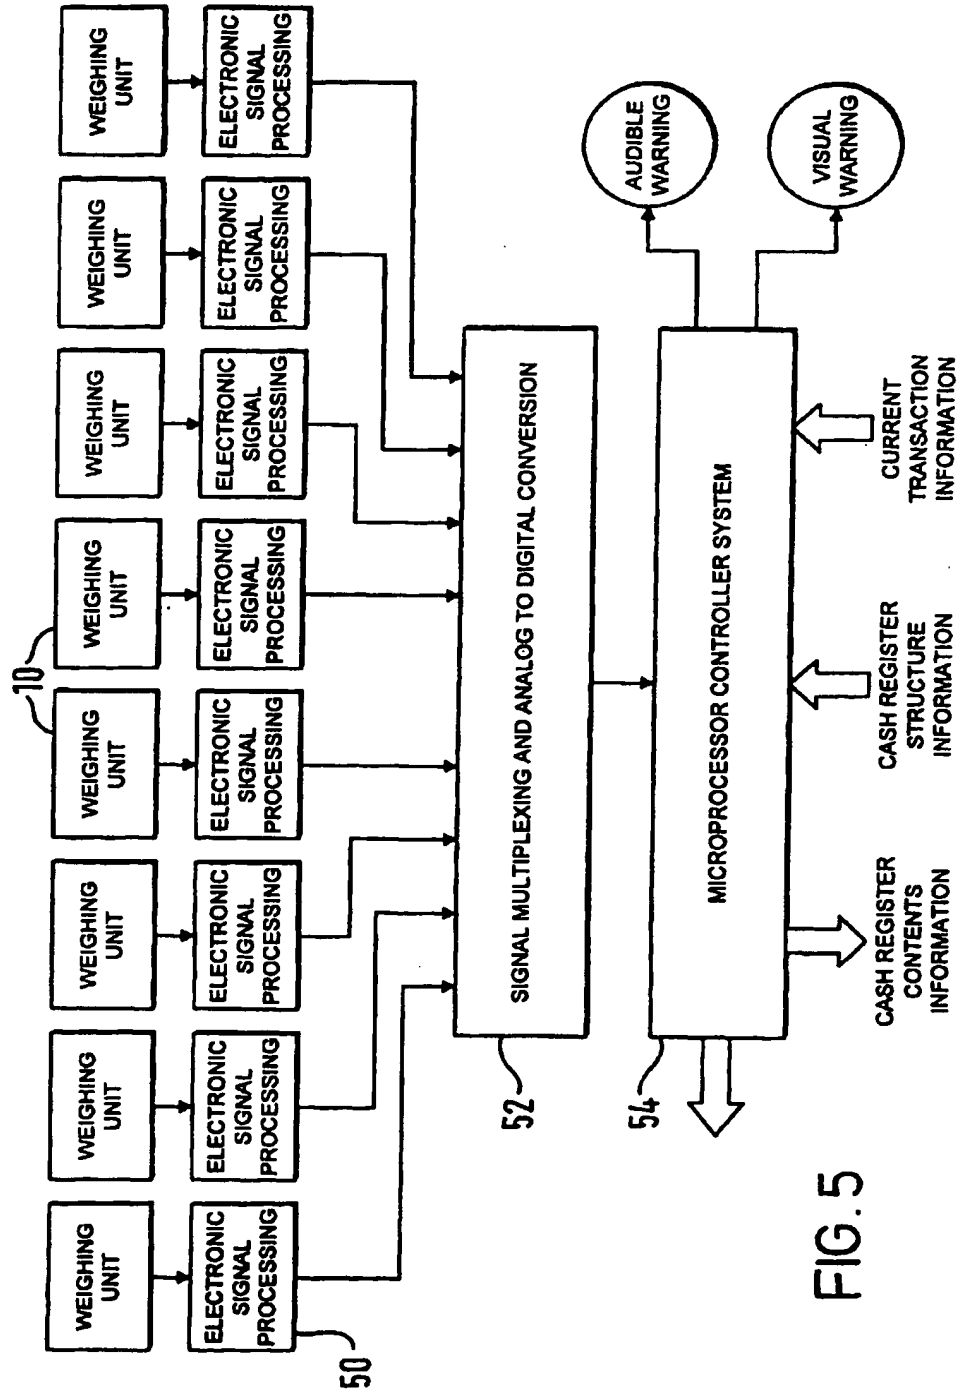 10
WEIGHING
UNIT
WEIGHING
UNIT
WEIGHING
UNIT
WEIGHING
UNIT
WEIGHING
UNIT
WEIGHING
UNIT
WEIGHING
UNIT
WEIGHING
UNIT
ELECTRONIC
SIGNAL
PROCESSING
ELECTRONIC
SIGNAL
PROCESSING
ELECTRONIC
SIGNAL
PROCESSING
ELECTRONIC
SIGNAL
PROCESSING
ELECTRONIC
SIGNAL
PROCESSING
ELECTRONIC
SIGNAL
PROCESSING
ELECTRONIC
SIGNAL
PROCESSING
ELECTRONIC
SIGNAL
PROCESSING
50
SIGNAL MULTIPLEXING AND ANALOG TO DIGITAL CONVERSION
52
AUDIBLE
WARNING
MICROPROCESSOR CONTROLLER SYSTEM
54
VISUAL
WARNING
CASH REGISTER
CONTENTS
INFORMATION
CASH REGISTER
STRUCTURE
INFORMATION
CURRENT
TRANSACTION
INFORMATION
FIG. 5